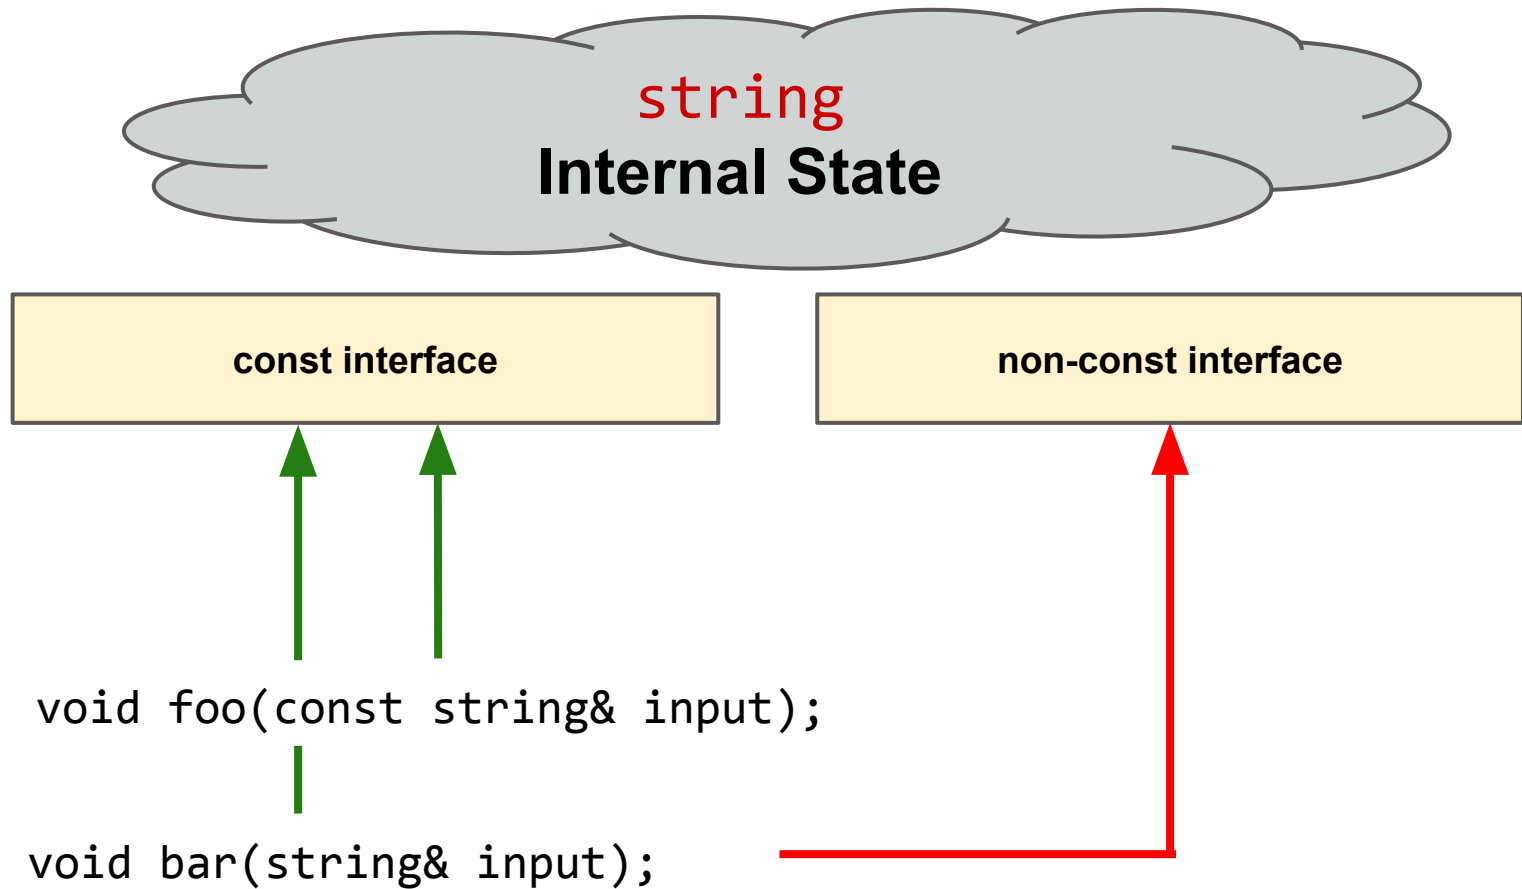 string
Internal State
const interface
non-const interface
void foo(const string& input);
void bar(string& input);